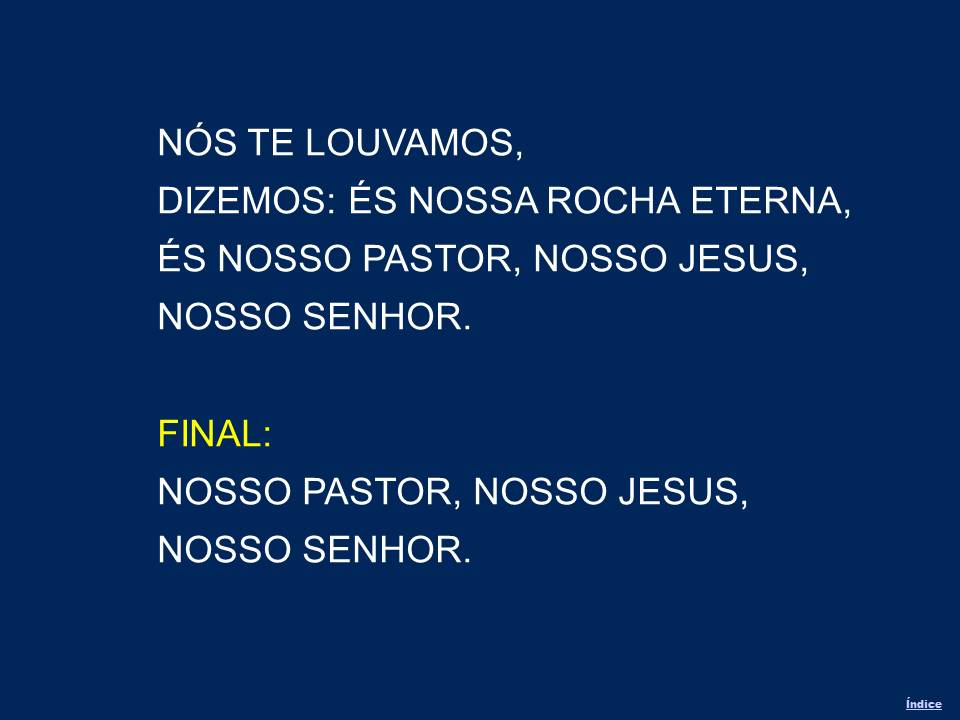 NÓS TE LOUVAMOS,
DIZEMOS: ÉS NOSSA ROCHA ETERNA,
ÉS NOSSO PASTOR, NOSSO JESUS,
NOSSO SENHOR.
FINAL:
NOSSO PASTOR, NOSSO JESUS,
NOSSO SENHOR.
Índice